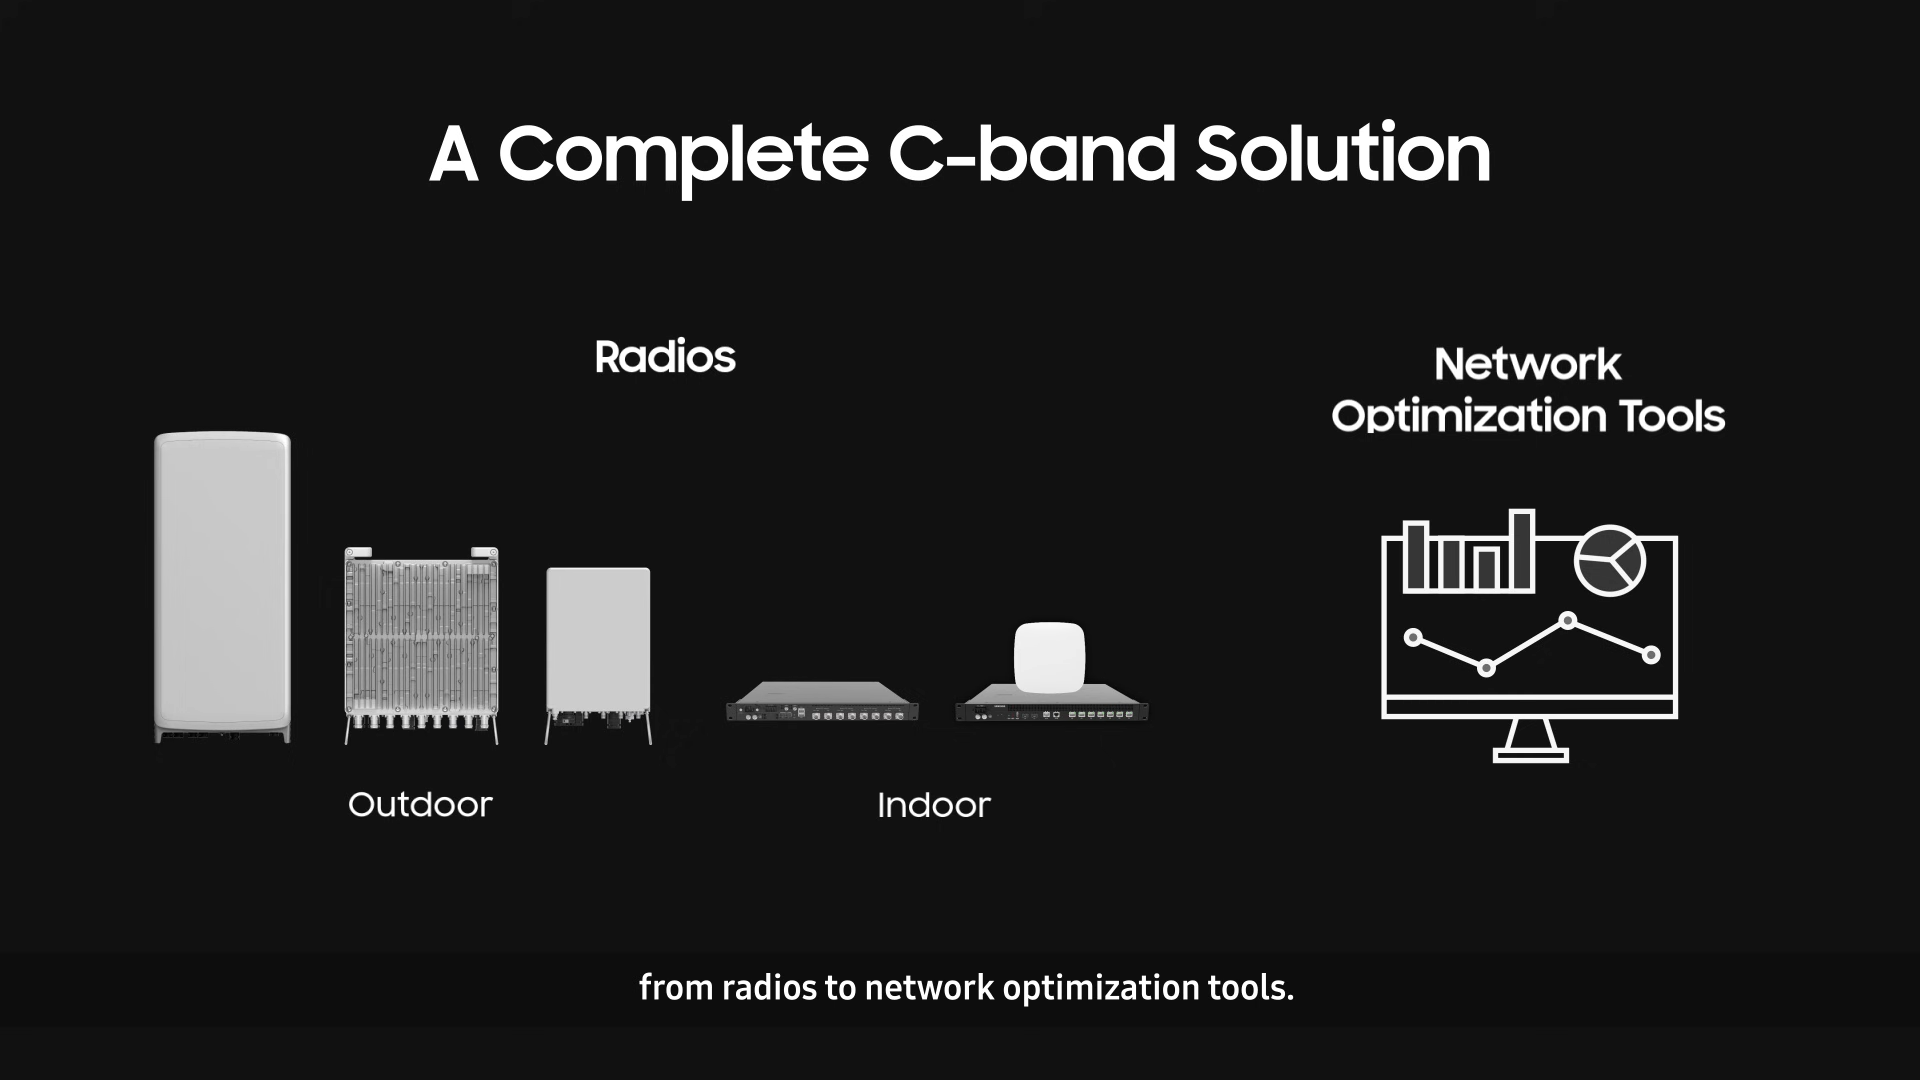 A Complete C-band Solution
Radios
Network
Optimization Tools
Outdoor
Indoor
from radios to network optimization tools.